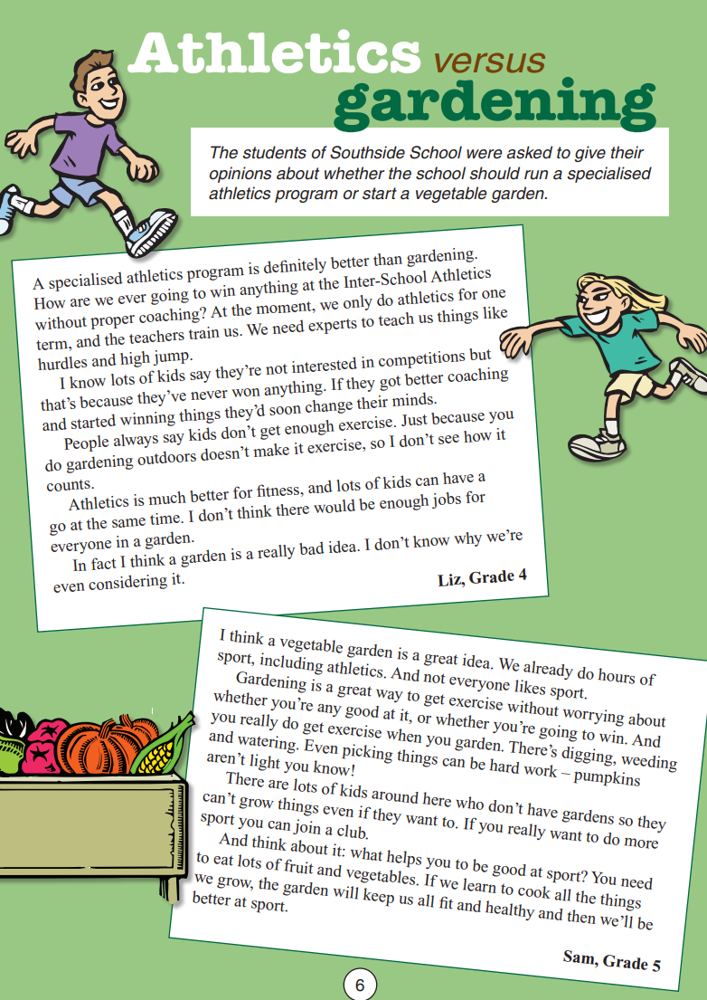 Athletics versus
gardening
The students of Southside School were asked to give their
opinions about whether the school should run a specialised
athletics program or start a vegetable garden.
A specialised athletics program is definitely better than gardening.
How are we ever going to win anything at the Inter-School Athletics
without proper coaching? At the moment, we only do athletics for one
term, and the teachers train us. We need experts to teach us things like
hurdles and high jump.
I know lots of kids say they’re not interested in competitions but
that’s because they’ve never won anything. If they got better coaching
and started winning things they’d soon change their minds.
People always say kids don’t get enough exercise. Just because you
do gardening outdoors doesn’t make it exercise, so I don’t see how it
counts.
Athletics is much better for fitness, and lots of kids can have a
go at the same time. I don’t think there would be enough jobs for
everyone in a garden.
In fact I think a garden is a really bad idea. I don’t know why we’re
even considering it.
Liz, Grade 4
I think a vegetable garden is a great idea. We already do hours of
sport, including athletics. And not everyone likes sport.
Gardening is a great way to get exercise without worrying about
whether you’re any good at it, or whether you’re going to win. And
you really do get exercise when you garden. There’s digging, weeding
and watering. Even picking things can be hard work – pumpkins
aren’t light you know!
There are lots of kids around here who don’t have gardens so they
can’t grow things even if they want to. If you really want to do more
sport you can join a club.
And think about it: what helps you to be good at sport? You need
to eat lots of fruit and vegetables. If we learn to cook all the things
we grow, the garden will keep us all fit and healthy and then we’ll be
better at sport.
Sam, Grade 5
6